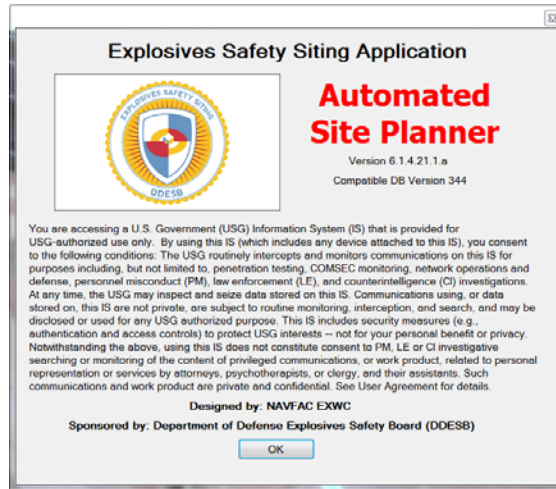 Explosives Safety Siting Application
EXPLOSIVES SAFETY SITING
DDESB
Automated
Site Planner
Version 6.1.4.21.1.a
Compatible DB Version 344
You are accessing a U.S. Government (USG) Information System (IS) that is provided for
USG-authorized use only. By using this IS (which includes any device attached to this IS), you consent
to the following conditions: The USG routinely intercepts and monitors communications on this IS for
purposes including, but not limited to, penetration testing, COMSEC monitoring, network operations and
defense, personnel misconduct (PM), law enforcement (LE), and counterintelligence (CI) investigations.
At any time, the USG may inspect and seize data stored on this IS. Communications using, or data
stored on, this IS are not private, are subject to routine monitoring, interception, and search, and may be
disclosed or used for any USG authorized purpose. This IS includes security measures (e.g.,
authentication and access controls) to protect USG interests -- not for your personal benefit or privacy.
Notwithstanding the above, using this IS does not constitute consent to PM, LE or CI investigative
searching or monitoring of the content of privileged communications, or work product, related to personal
representation or services by attorneys, psychotherapists, or clergy, and their assistants. Such
communications and work product are private and confidential. See User Agreement for details.
Designed by: NAVFAC EXWC
Sponsored by: Department of Defense Explosives Safety Board (DDESB)
OK